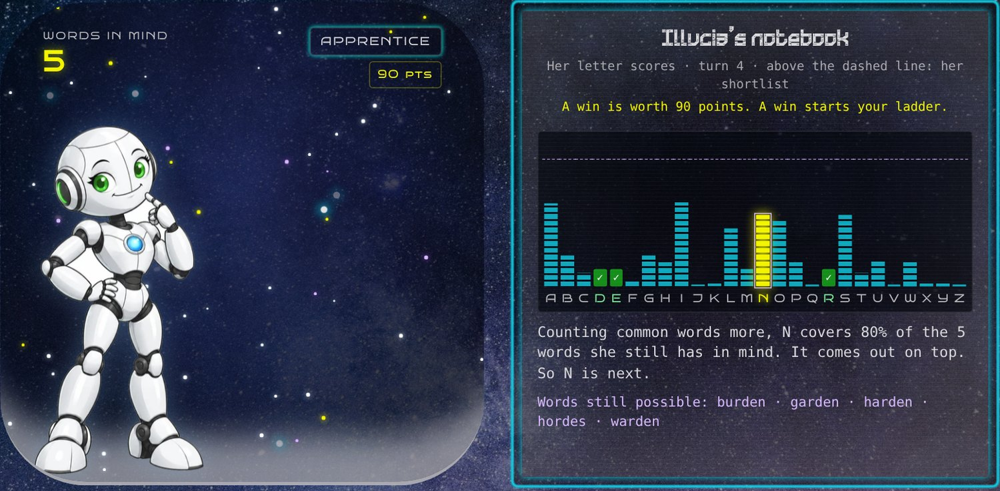 WORDS IN MIND
5
APPRENTICE
90 PTS
Illucia's notebook
Her letter scores · turn 4 · above the dashed line: her
shortlist
A win is worth 90 points. A win starts your ladder.
✓ ✓ ✓
A B C D E F G H I J K L M N O P Q R S T U V W X Y Z
Counting common words more, N covers 80% of the 5
words she still has in mind. It comes out on top.
So N is next.
Words still possible: burden · garden · harden ·
hordes · warden